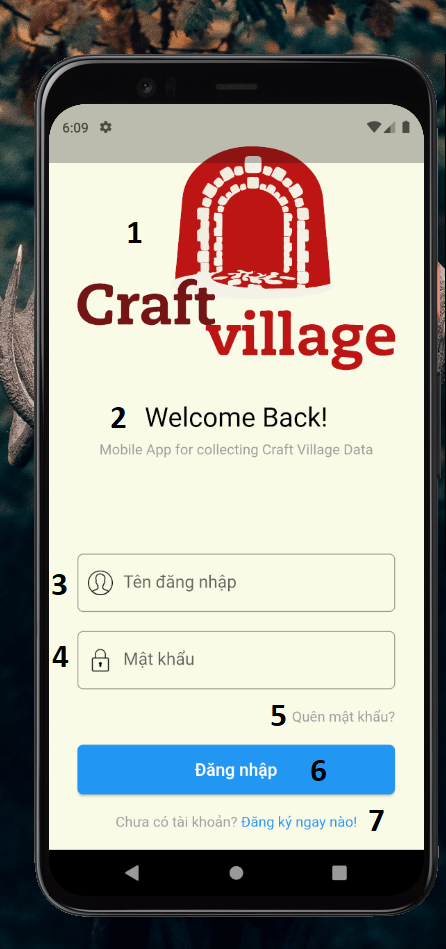 6:09
1
Craft
village
2 Welcome Back!
Mobile App for collecting Craft Village Data
3 Tên đăng nhập
4 Mật khẩu
5 Quên mật khẩu?
Đăng nhập 6
Chưa có tài khoản? Đăng ký ngay nào! 7